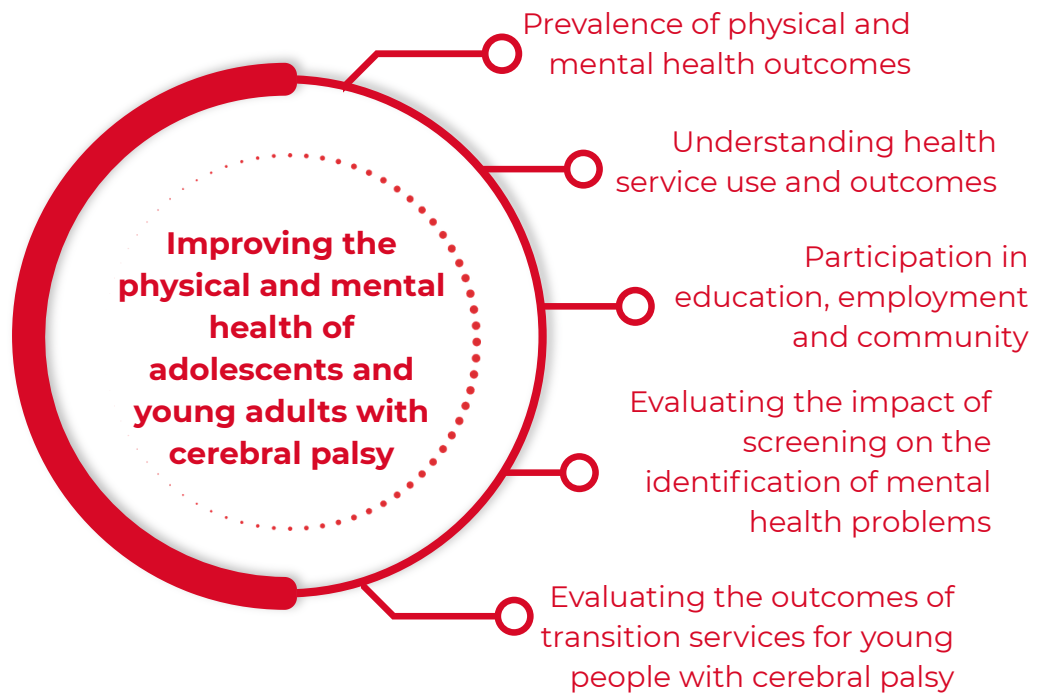 Prevalence of physical and
mental health outcomes
Understanding health
service use and outcomes
Improving the
physical and mental
health of
adolescents and
young adults with
cerebral palsy
Participation in
education, employment
and community
Evaluating the impact of
screening on the
identification of mental
health problems
Evaluating the outcomes of
transition services for young
people with cerebral palsy